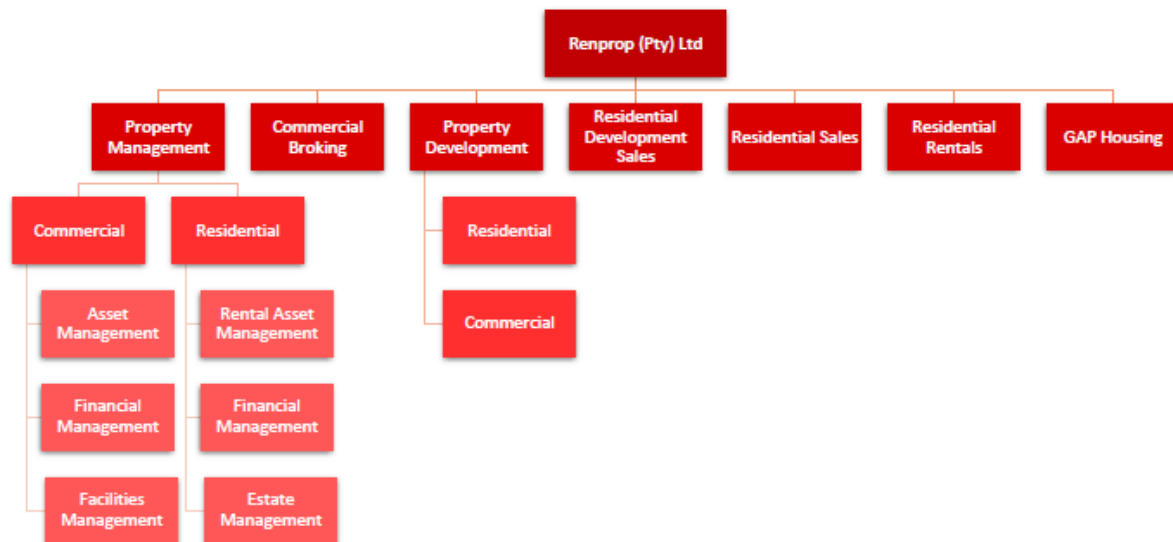 Renprop (Pty) Ltd
Property
Management
Commercial
Broking
Property
Development
Residential
Development
Sales
Residential Sales
Residential
Rentals
GAP Housing
Commercial
Residential
Residential
Asset
Management
Rental Asset
Management
Commercial
Financial
Management
Financial
Management
Facilities
Management
Estate
Management